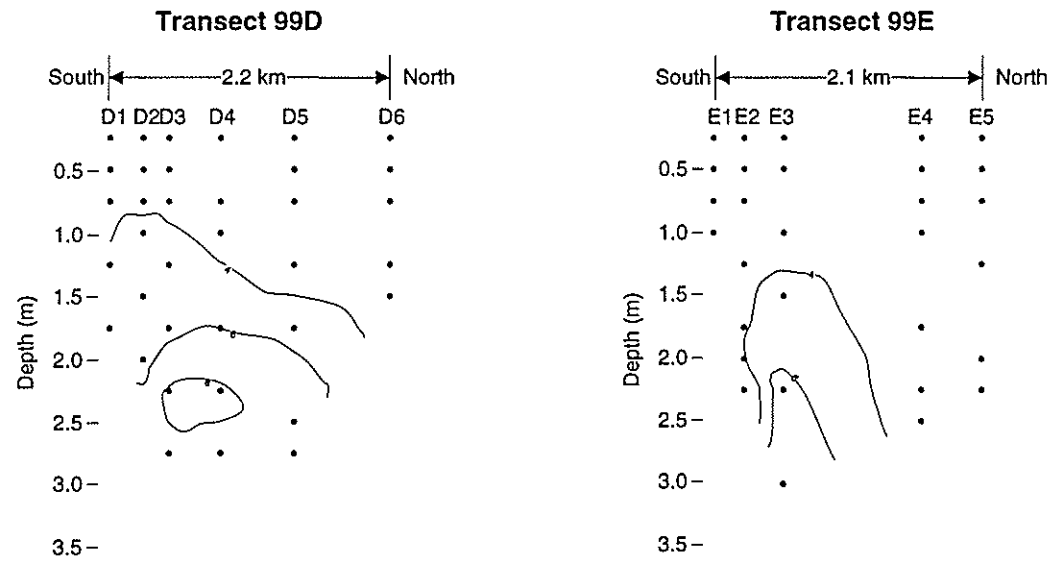 Transect 99D Transect 99E
South 2.2 km North South 2.1 km North
D1 D2 D3 D4 D5 D6 E1 E2 E3 E4 E5
0.5 0.5
1.0 1.0
1.5 1.5
Depth (m) Depth (m)
2.0 2.0
2.5 2.5
3.0 3.0
3.5 3.5